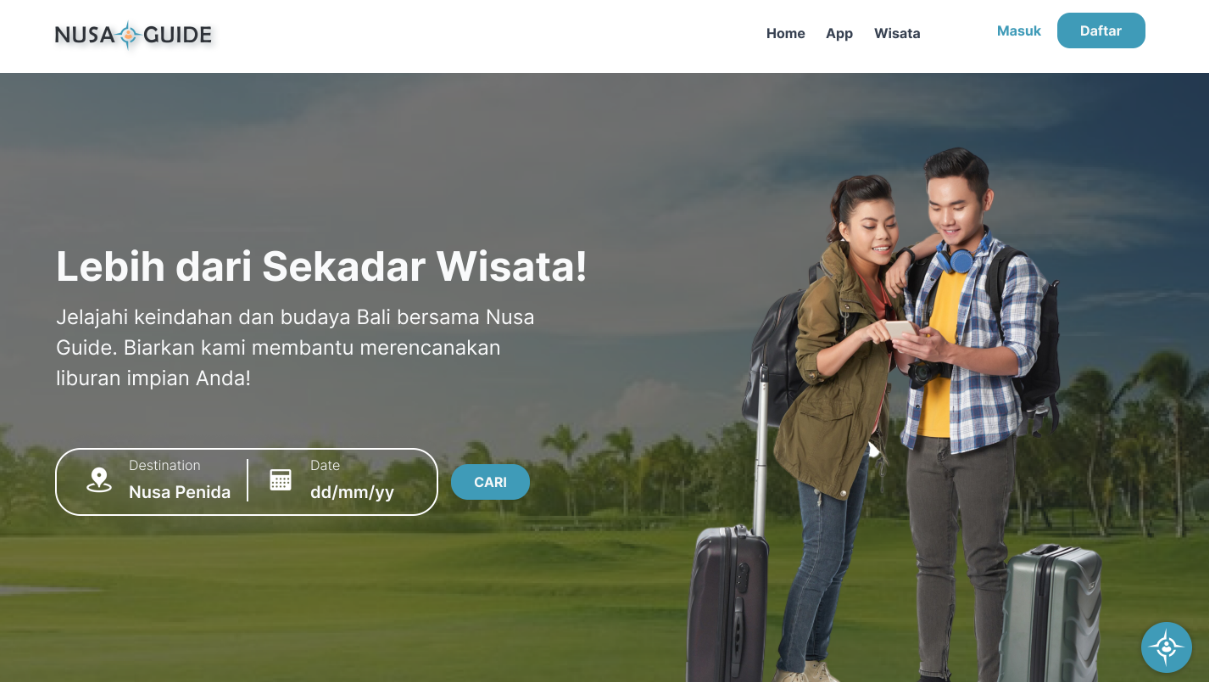 NUSA GUIDE
Home App Wisata Masuk Daftar
Lebih dari Sekadar Wisata!
Jelajahi keindahan dan budaya Bali bersama Nusa
Guide. Biarkan kami membantu merencanakan
liburan impian Anda!
Destination
Nusa Penida
Date
dd/mm/yy
CARI